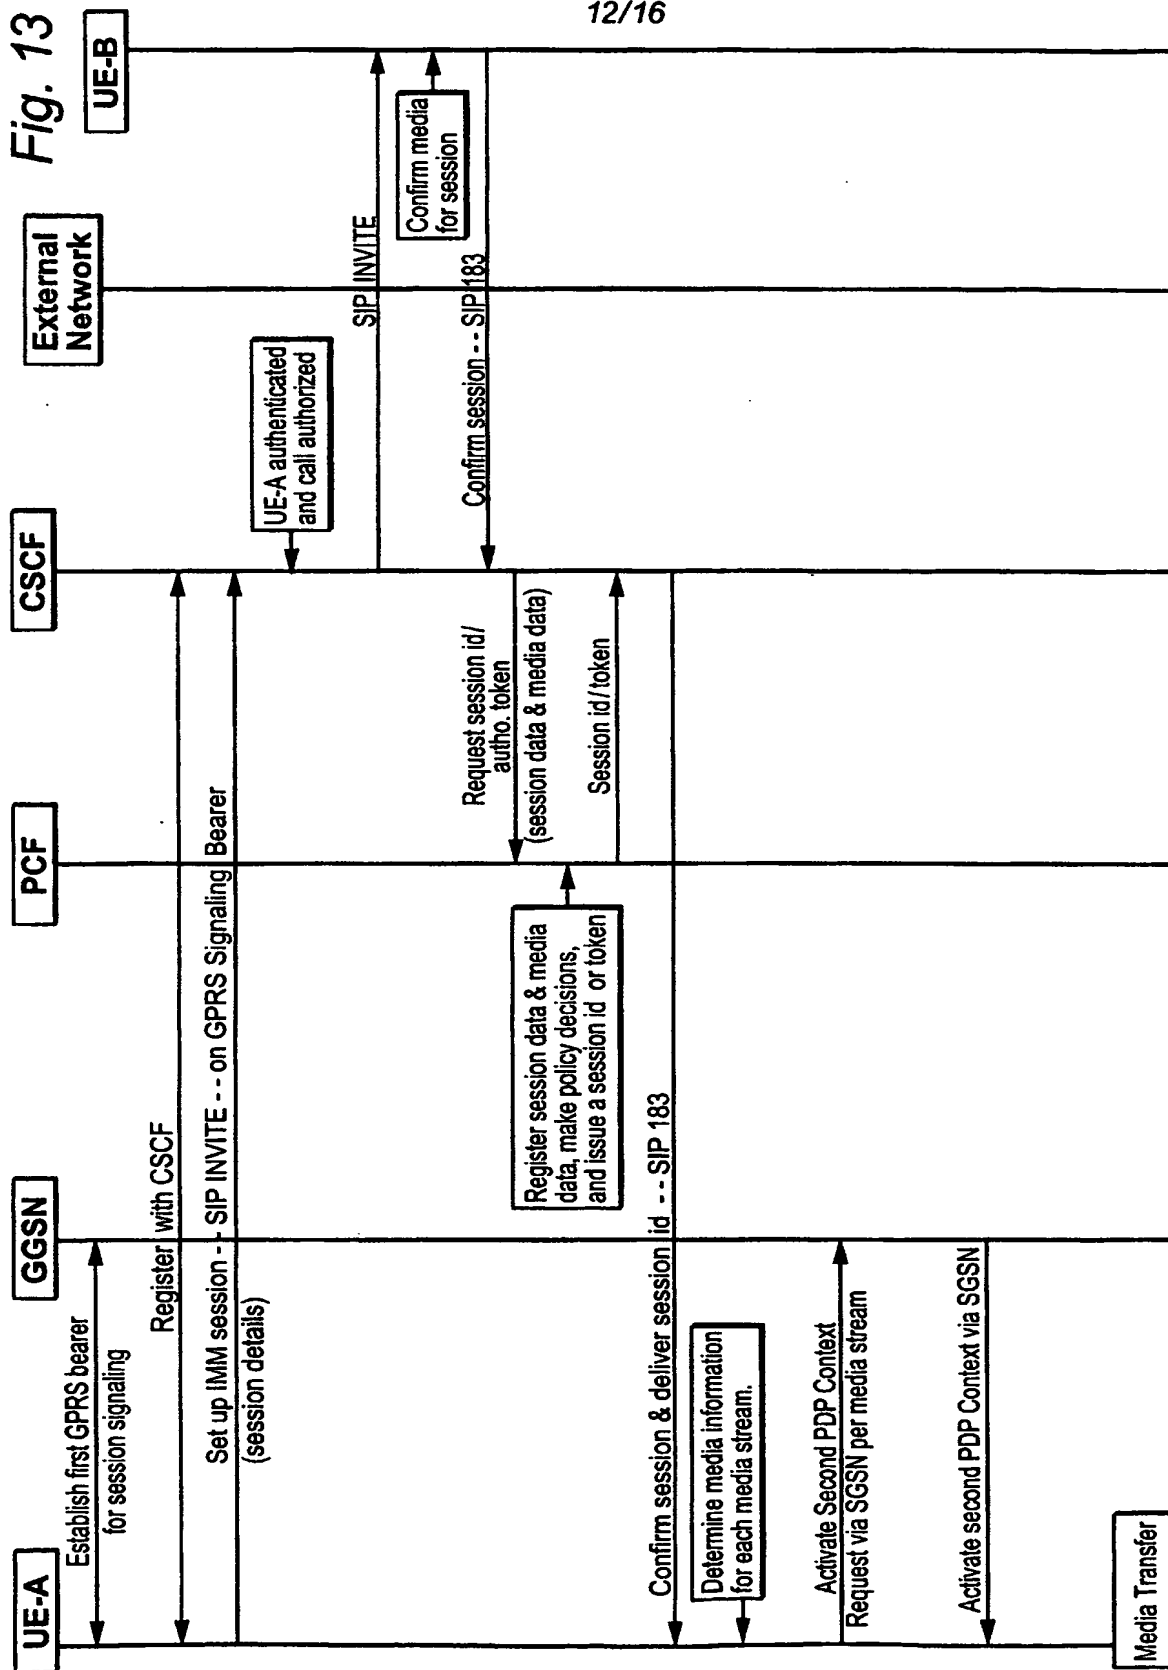 12/16
Fig. 13
UE-A
GGSN
PCF
CSCF
External
Network
UE-B
Establish first GPRS bearer
for session signaling
Register with CSCF
Set up IMM session - - SIP INVITE - - on GPRS Signaling Bearer
(session details)
UE-A authenticated
and call authorized
SIP INVITE
Confirm media
for session
Confirm session - - SIP 183
Request session id/
autho. token
(session data & media data)
Register session data & media
data, make policy decisions,
and issue a session id or token
Session id/token
Confirm session & deliver session id - - SIP 183
Determine media information
for each media stream.
Activate Second PDP Context
Request via SGSN per media stream
Activate second PDP Context via SGSN
Media Transfer